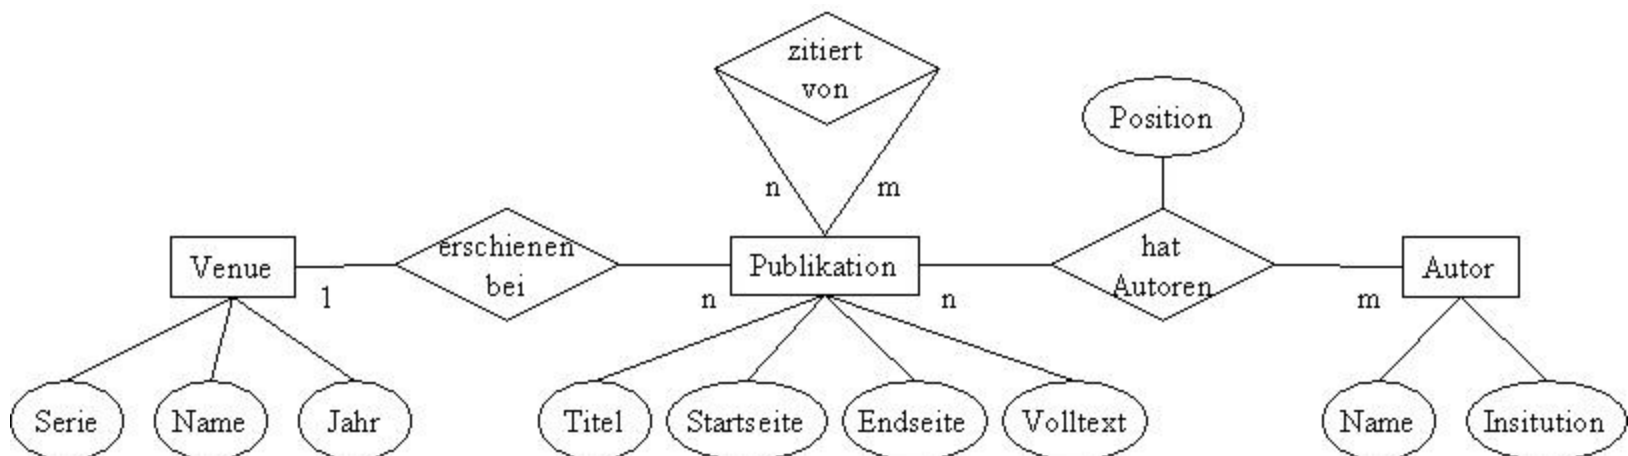 zitiert
von
Position
n m
Venue
erschienen
bei
Publikation
hat
Autoren
Autor
1 n n m
Serie Name Jahr Titel Startseite Endseite Volltext Name Insitution